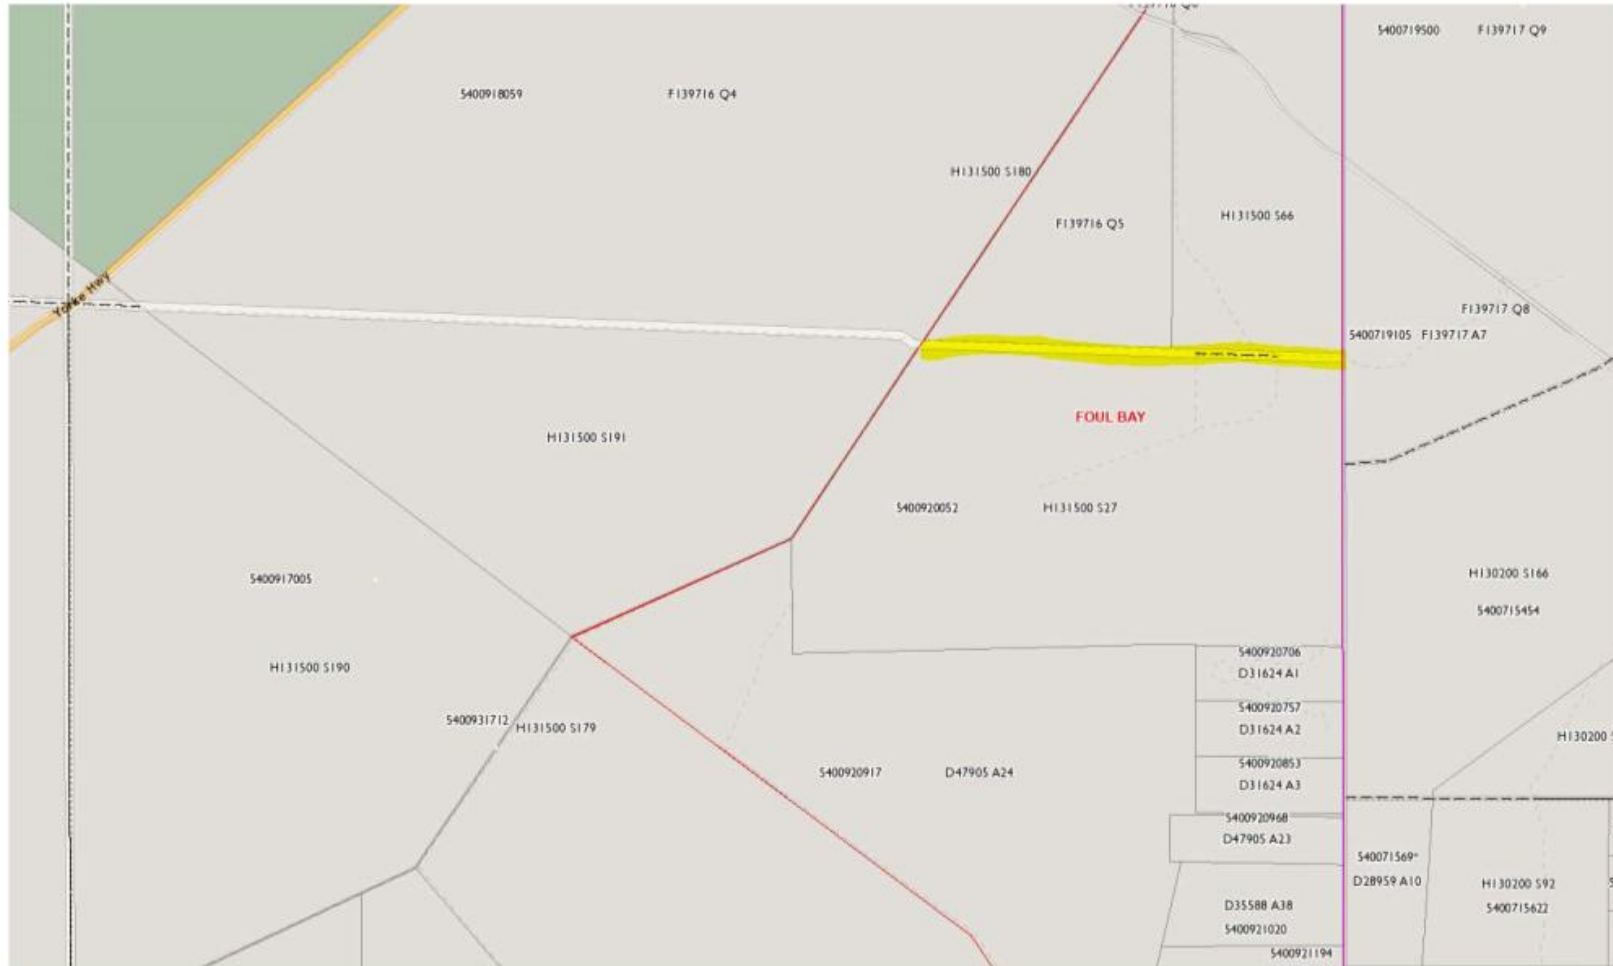 5400719500 F139717 Q9
5400918059 F139716 Q4
H131500 S180
F139716 Q5
H131500 S66
Yorke Hwy
F139717 Q8
5400719105 F139717 A7
FOUL BAY
H131500 S191
5400920052 H131500 S27
5400917005
H130200 S166
5400715454
H131500 S190
5400920706
D31624 A1
5400931712 H131500 S179
5400920757
D31624 A2
H130200
5400920853
D31624 A3
5400920917 D47905 A24
5400920968
D47905 A23
540071569*
D28959 A10
H130200 S92
5400715622
D35588 A38
5400921020
5400921194